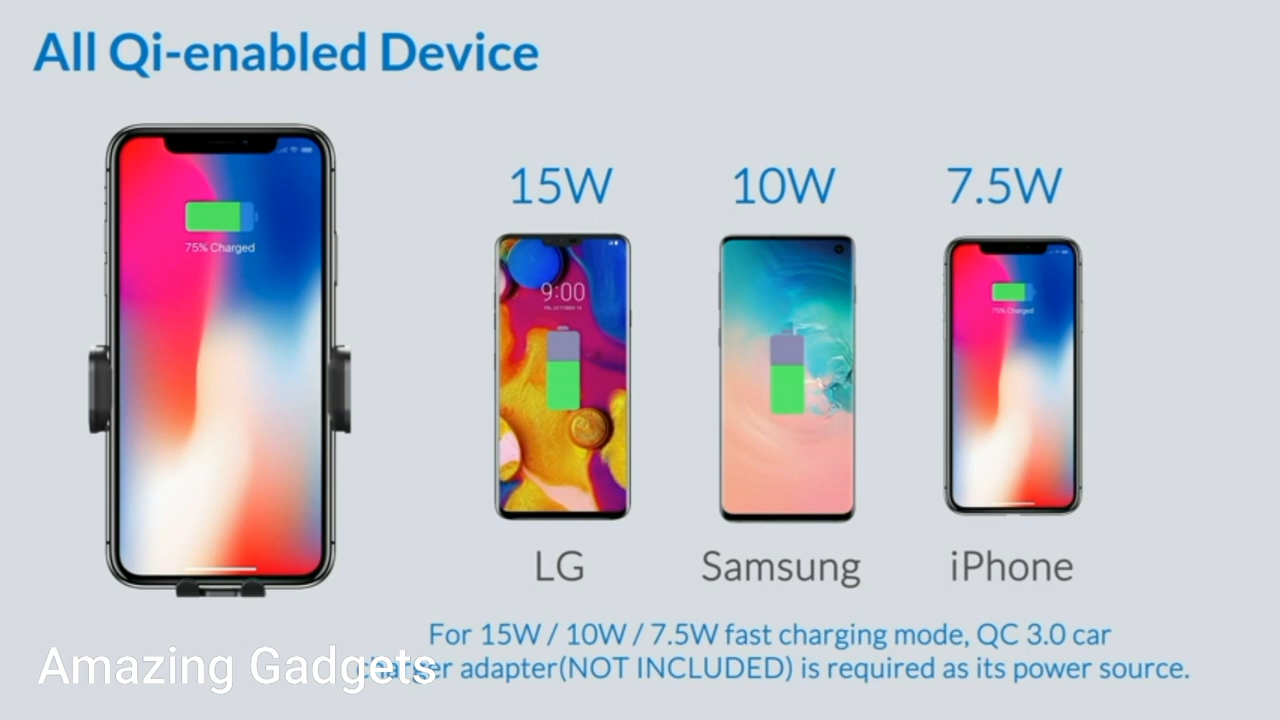 All Qi-enabled Device
75% Charged
15W
10W
7.5W
9:00
75% Charged
LG
Samsung
iPhone
For 15W / 10W / 7.5W fast charging mode, QC 3.0 car
adapter(NOT INCLUDED) is required as its power source.
Amazing Gadgets